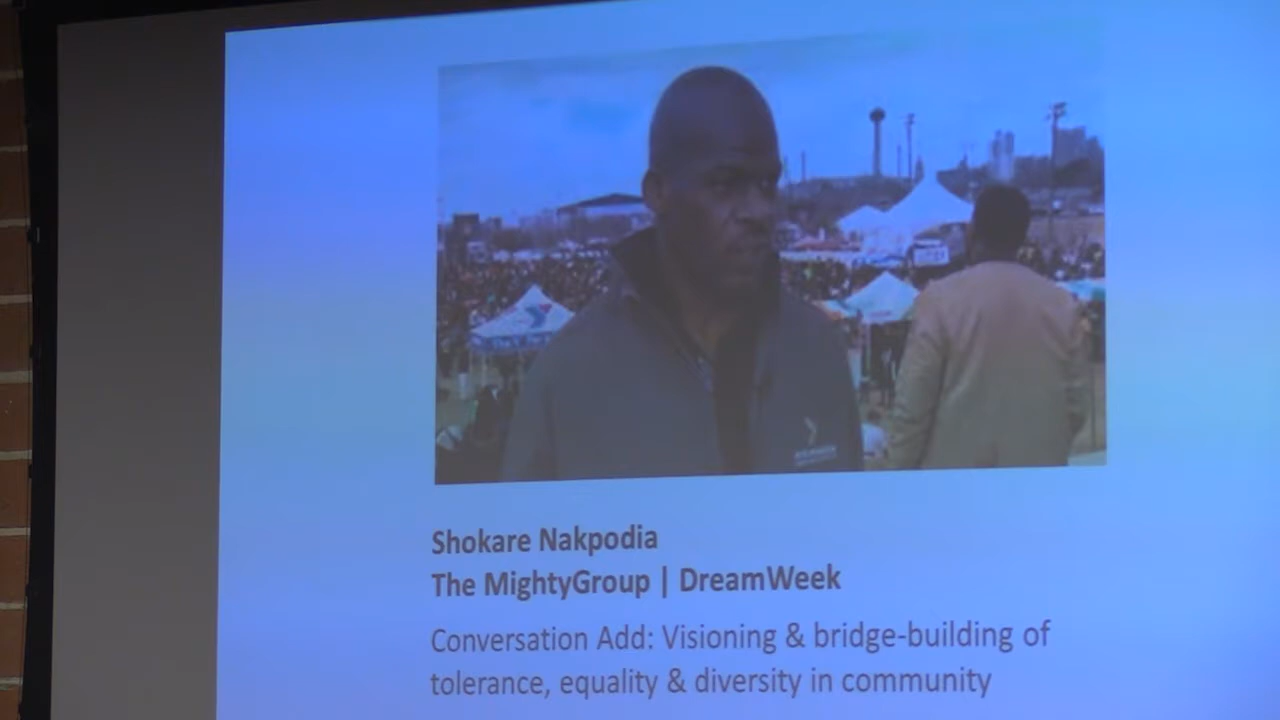 Shokare Nakpodia
The MightyGroup | DreamWeek
Conversation Add: Visioning & bridge-building of
tolerance, equality & diversity in community